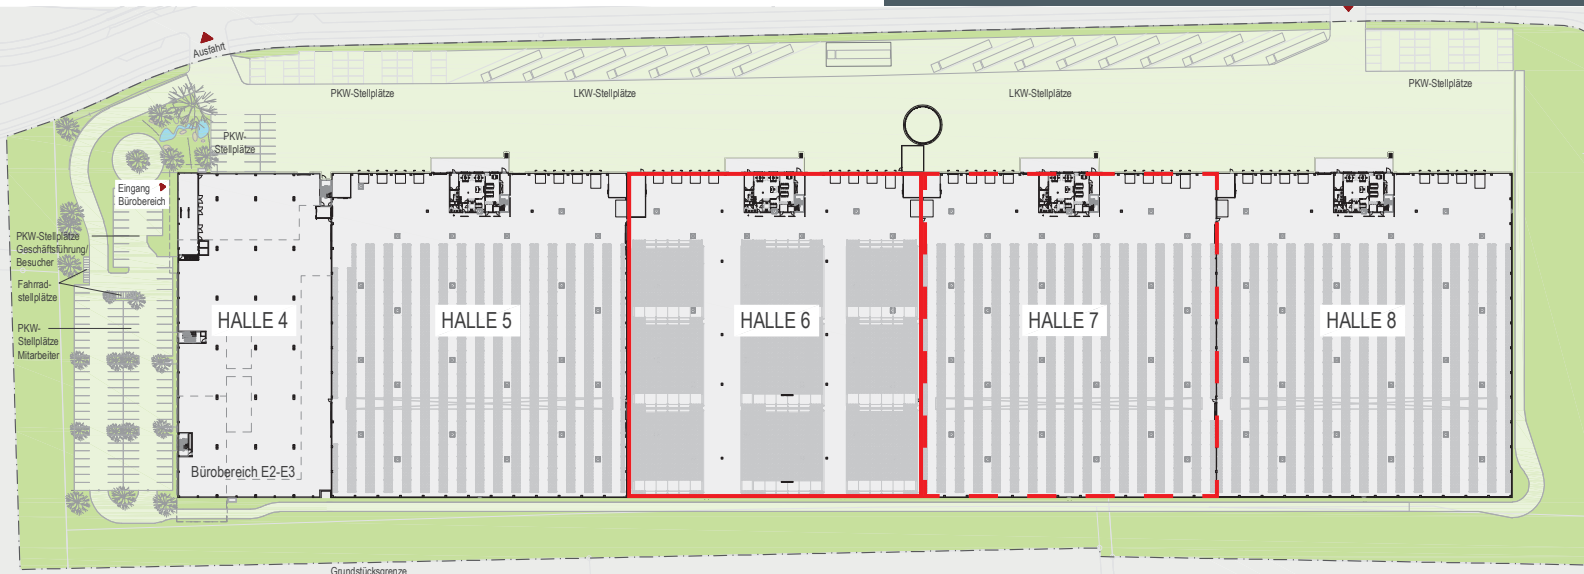 Ausfahrt
PKW-Stellplätze
LKW-Stellplätze
LKW-Stellplätze
PKW-Stellplätze
PKW-
Stellplätze
Eingang
Bürobereich
PKW-Stellplätze
Geschäftsführung/
Besucher
Fahrrad-
stellplätze
PKW-
Stellplätze
Mitarbeiter
HALLE 4
HALLE 5
HALLE 6
HALLE 7
HALLE 8
Bürobereich E2-E3
Grundstücksgrenze